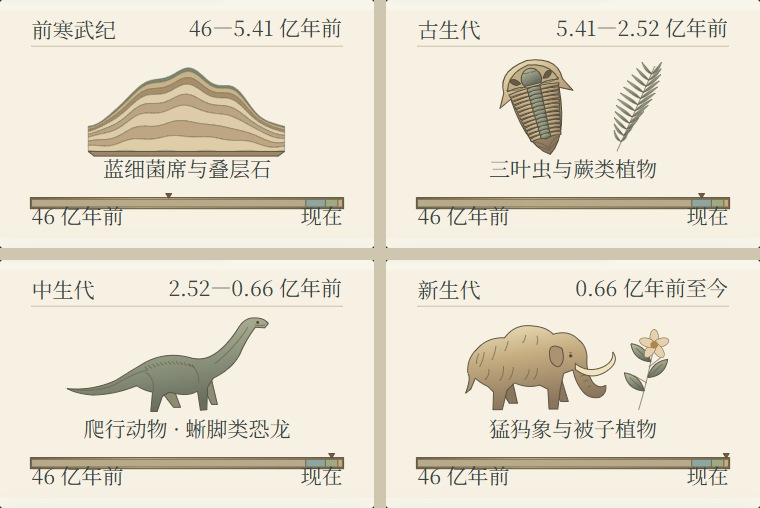 前寒武纪 46—5.41 亿年前
蓝细菌席与叠层石
46 亿年前 现在
古生代 5.41—2.52 亿年前
三叶虫与蕨类植物
46 亿年前 现在
中生代 2.52—0.66 亿年前
爬行动物 · 蜥脚类恐龙
46 亿年前 现在
新生代 0.66 亿年前至今
猛犸象与被子植物
46 亿年前 现在